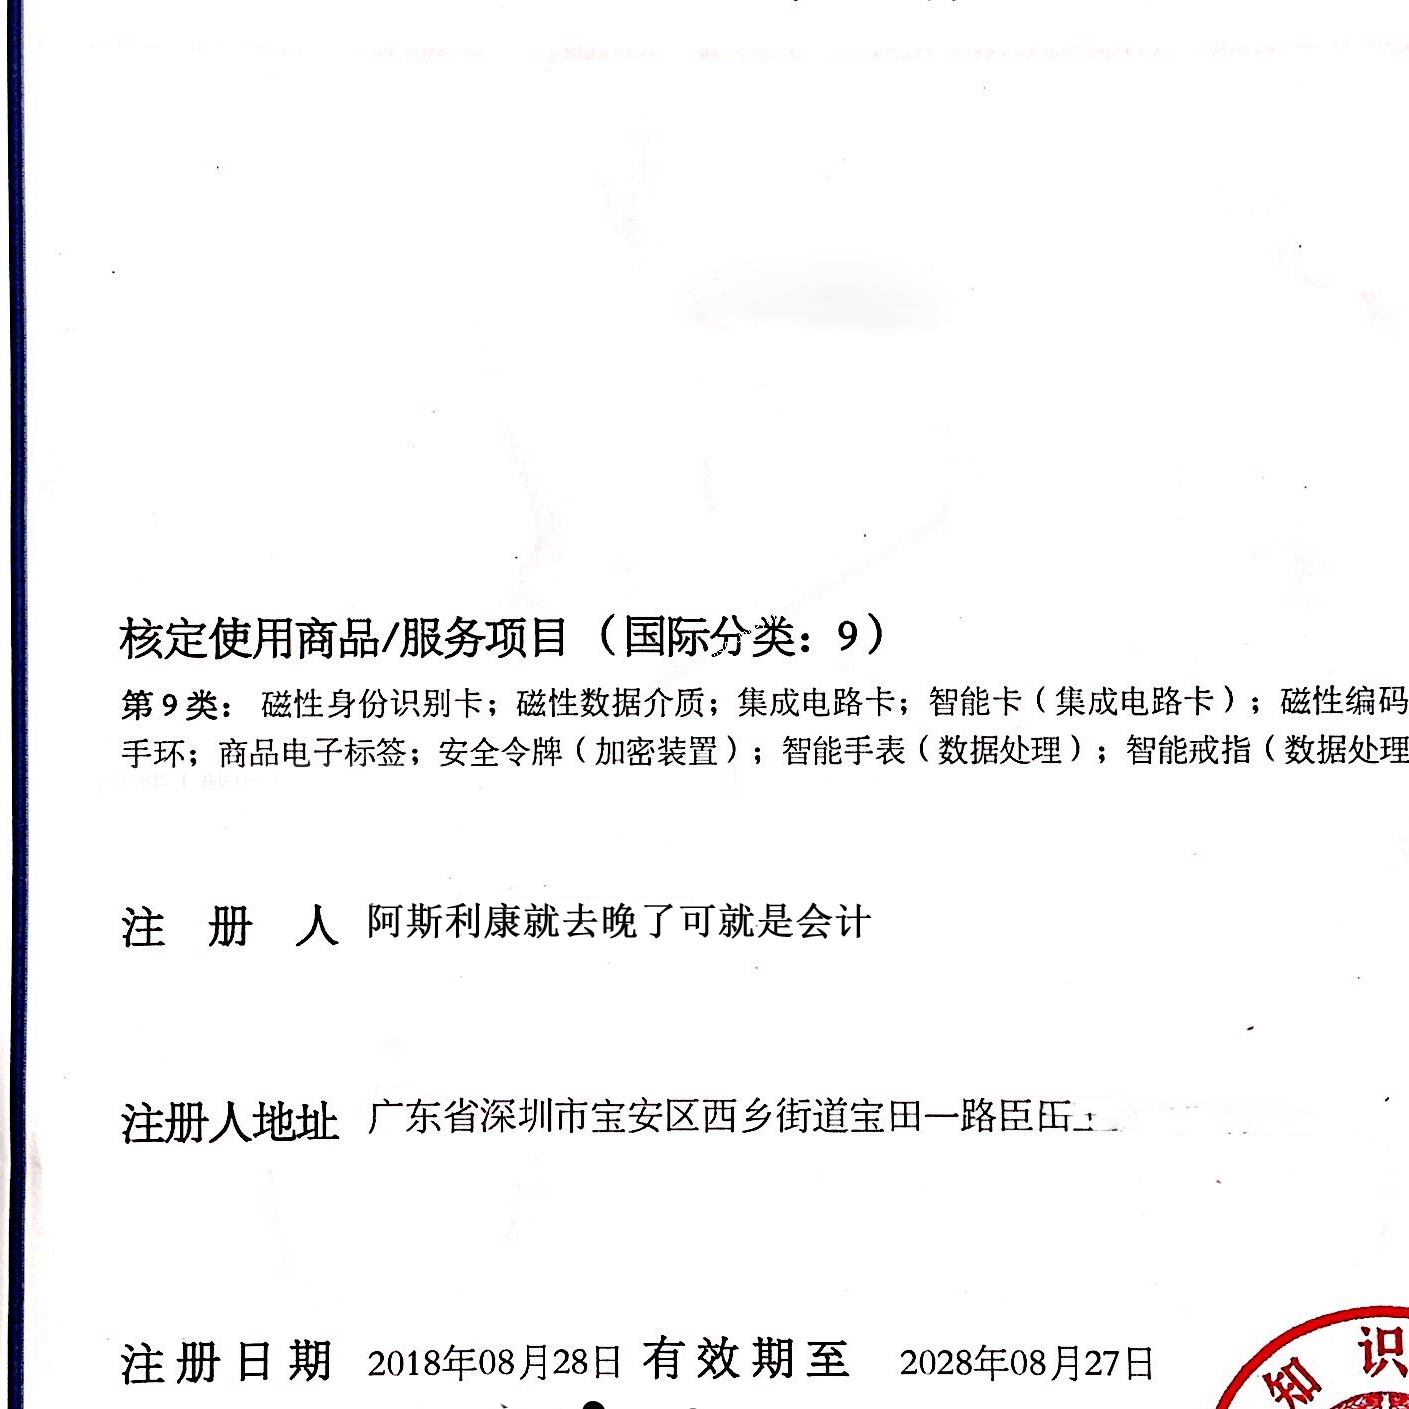 核定使用商品/服务项目（国际分类：9）
第9类：磁性身份识别卡；磁性数据介质；集成电路卡；智能卡（集成电路卡）；磁性编码
手环；商品电子标签；安全令牌（加密装置）；智能手表（数据处理）；智能戒指（数据处理
注册人 阿斯利康就去晚了可就是会计
注册人地址 广东省深圳市宝安区西乡街道宝田一路臣田
注册日期 2018年08月28日 有效期至 2028年08月27日
知识